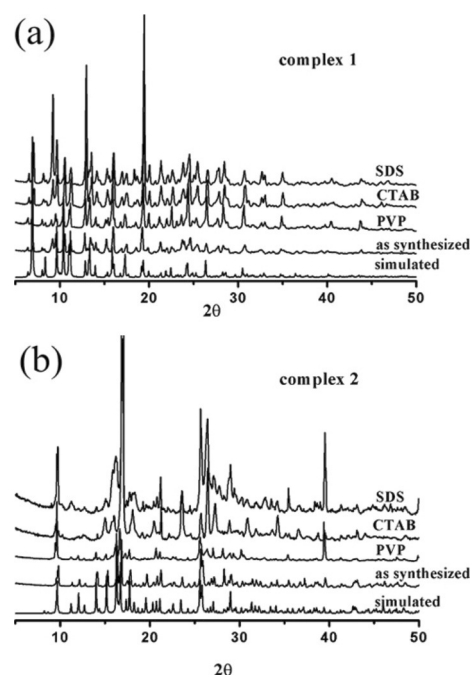 (a)
complex 1
SDS
CTAB
PVP
as synthesized
simulated
10 20 30 40 50
2θ
(b)
complex 2
SDS
CTAB
PVP
as synthesized
simulated
10 20 30 40 50
2θ